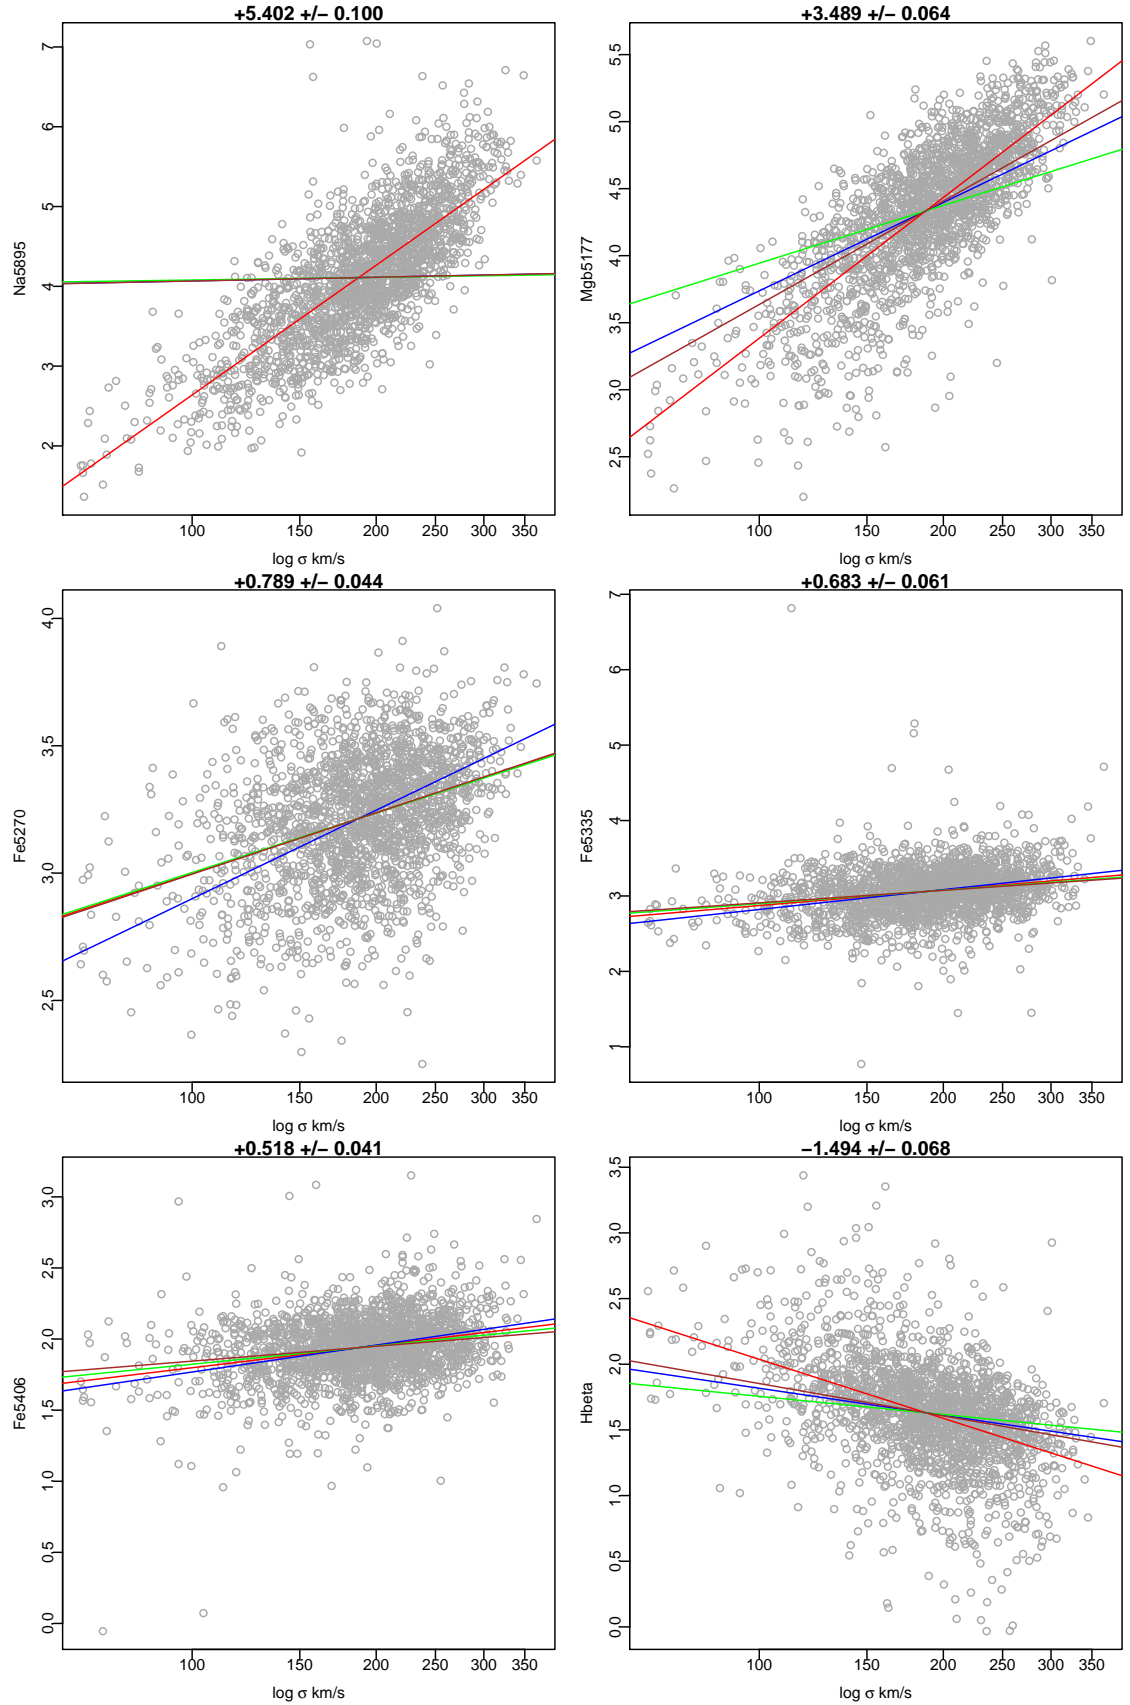 +5.402 +/− 0.100
Na5895
7
6
5
4
3
2
100 150 200 250 300 350
log σ km/s
+3.489 +/− 0.064
Mgb5177
5.5
5.0
4.5
4.0
3.5
3.0
2.5
100 150 200 250 300 350
log σ km/s
+0.789 +/− 0.044
Fe5270
4.0
3.5
3.0
2.5
100 150 200 250 300 350
log σ km/s
+0.683 +/− 0.061
Fe5335
7
6
5
4
3
2
1
100 150 200 250 300 350
log σ km/s
+0.518 +/− 0.041
Fe5406
3.0
2.5
2.0
1.5
1.0
0.5
0.0
100 150 200 250 300 350
log σ km/s
−1.494 +/− 0.068
Hbeta
3.5
3.0
2.5
2.0
1.5
1.0
0.5
0.0
100 150 200 250 300 350
log σ km/s